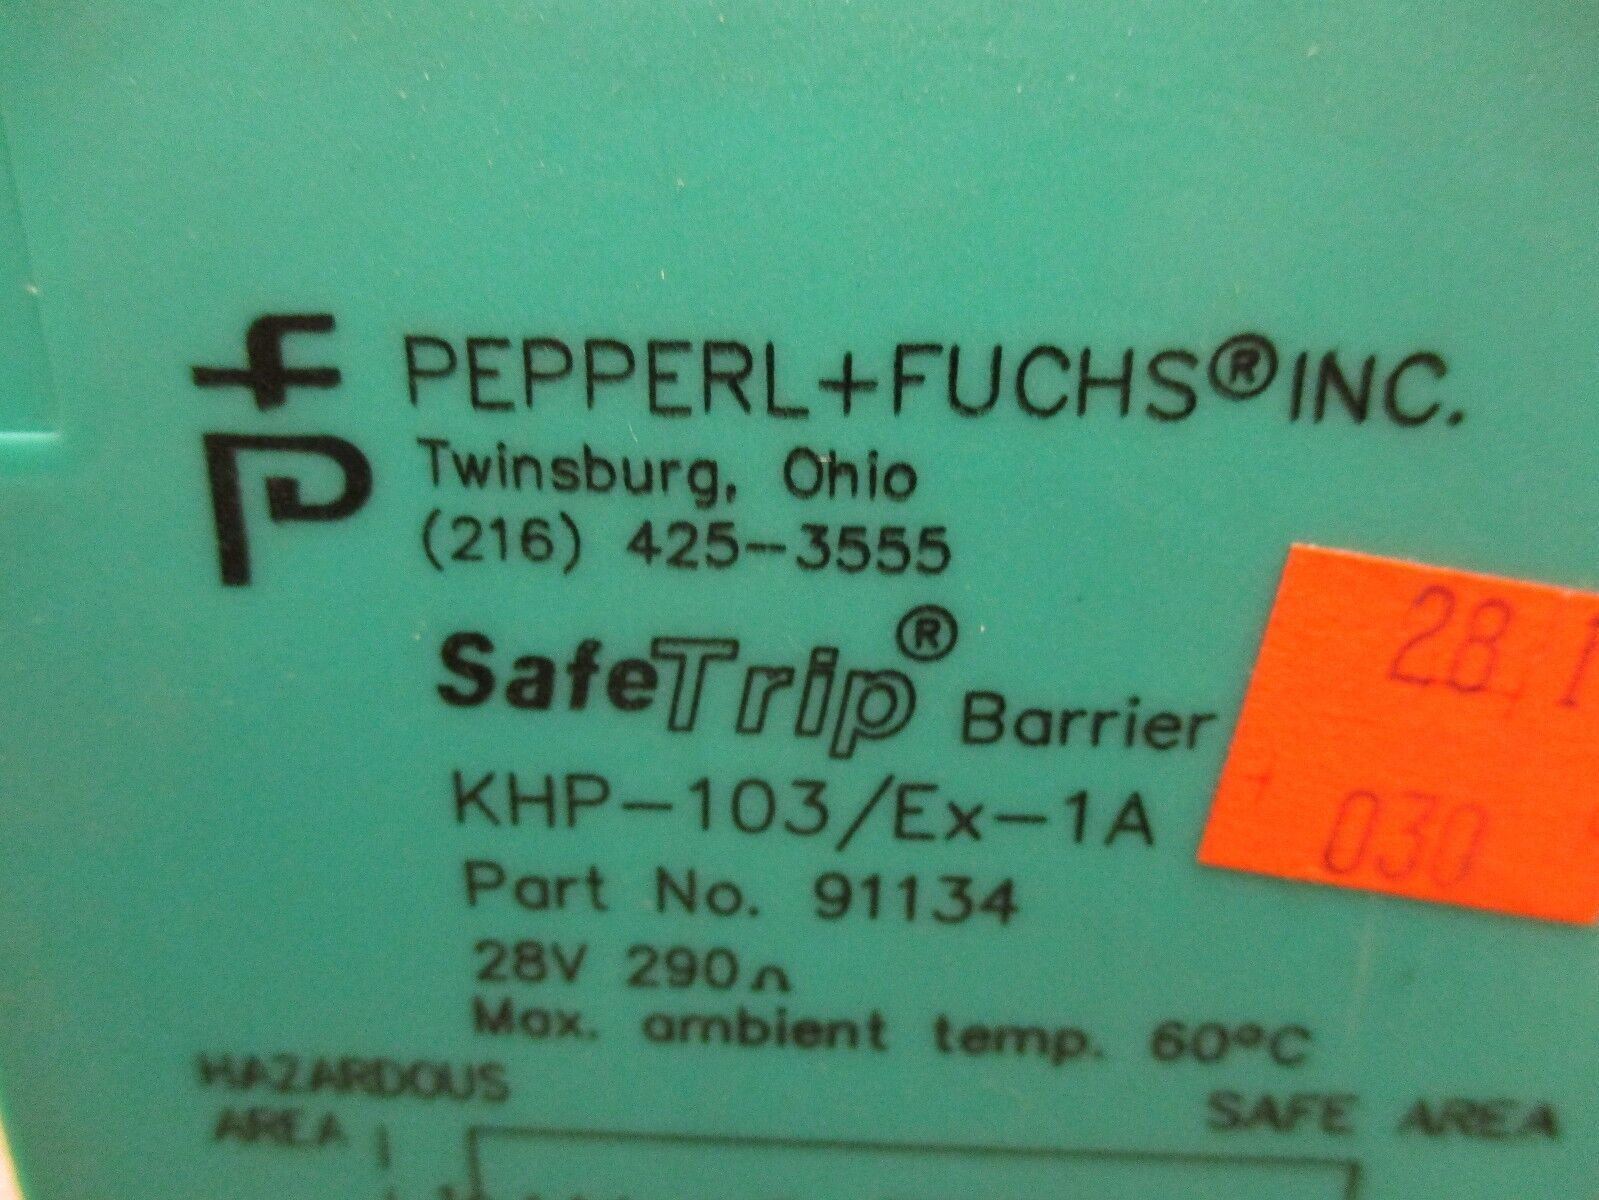 PEPPERL+FUCHS® INC.
Twinsburg, Ohio
(216) 425-3555
SafeTrip® Barrier
KHP-103/Ex-1A
Part No. 91134
28V 290Ω
Max. ambient temp. 60°C
HAZARDOUS
AREA
SAFE AREA
28
030